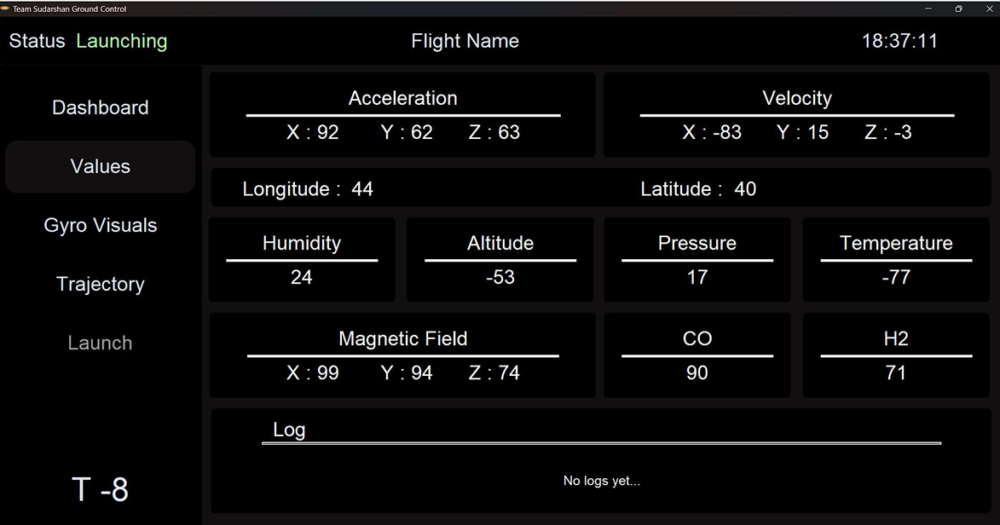 Team Sudarshan Ground Control
Status Launching Flight Name 18:37:11
Dashboard
Values
Gyro Visuals
Trajectory
Launch
T -8
Acceleration
X : 92 Y : 62 Z : 63
Velocity
X : -83 Y : 15 Z : -3
Longitude : 44 Latitude : 40
Humidity
24
Altitude
-53
Pressure
17
Temperature
-77
Magnetic Field
X : 99 Y : 94 Z : 74
CO
90
H2
71
Log
No logs yet...